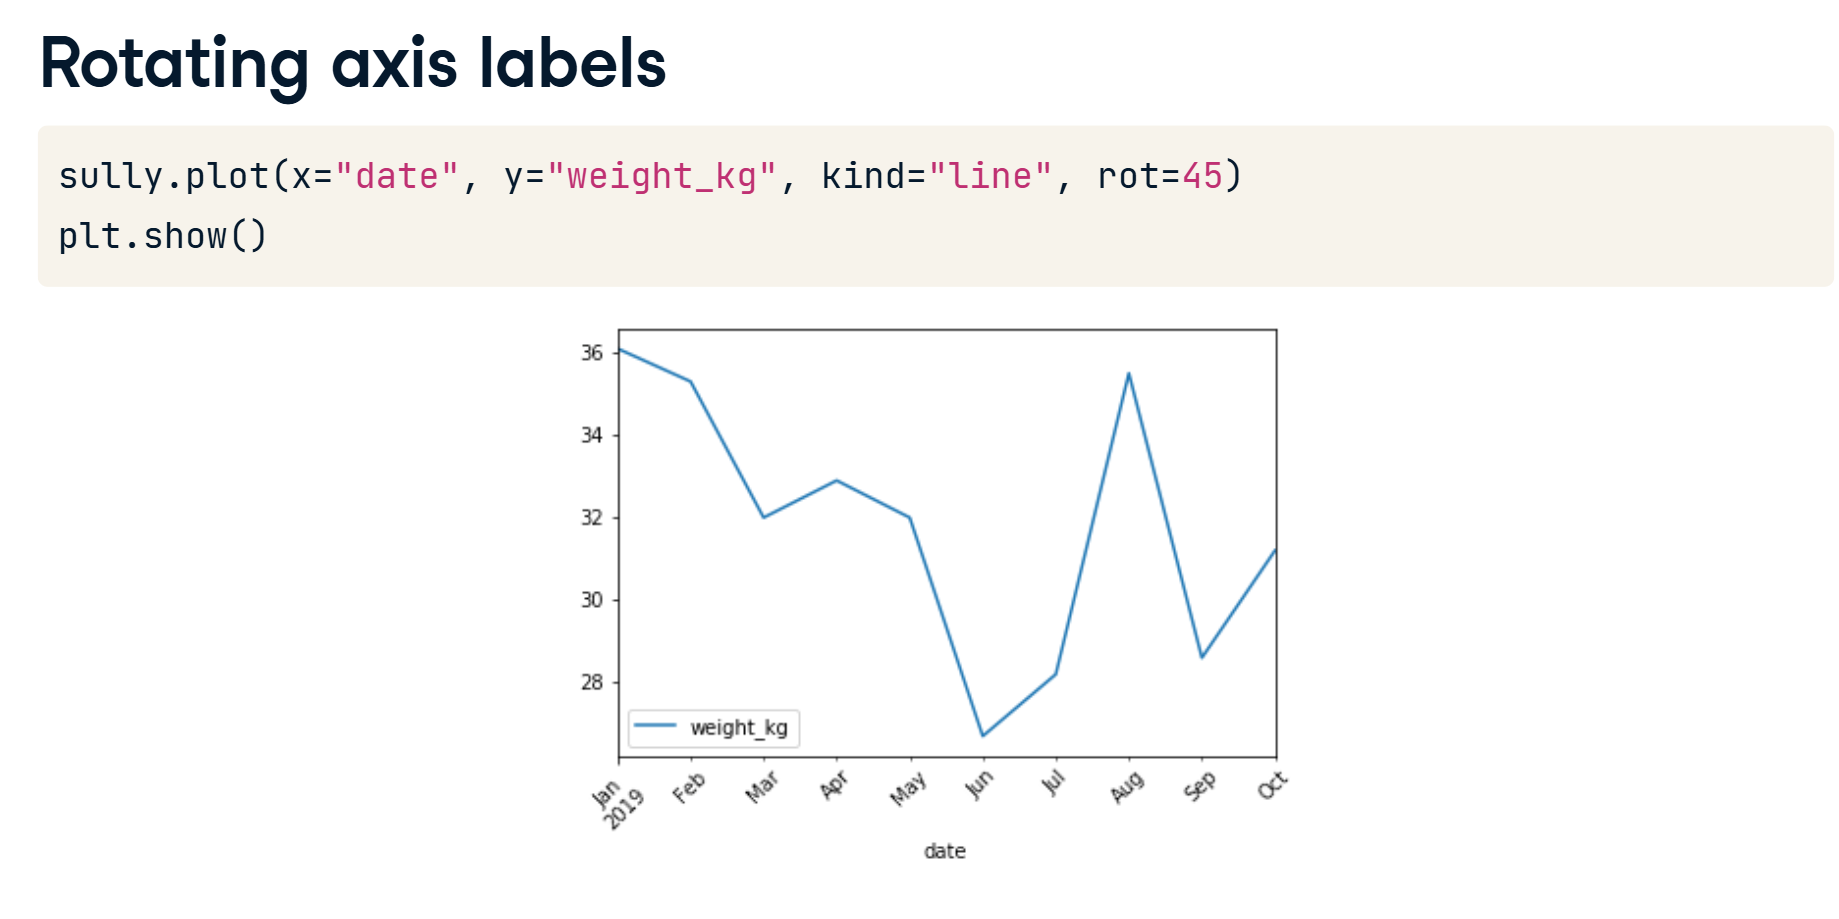 Rotating axis labels
sully.plot(x="date", y="weight_kg", kind="line", rot=45)
plt.show()
36
34
32
30
28
weight_kg
Jan
2019
Feb
Mar
Apr
May
Jun
Jul
Aug
Sep
Oct
date